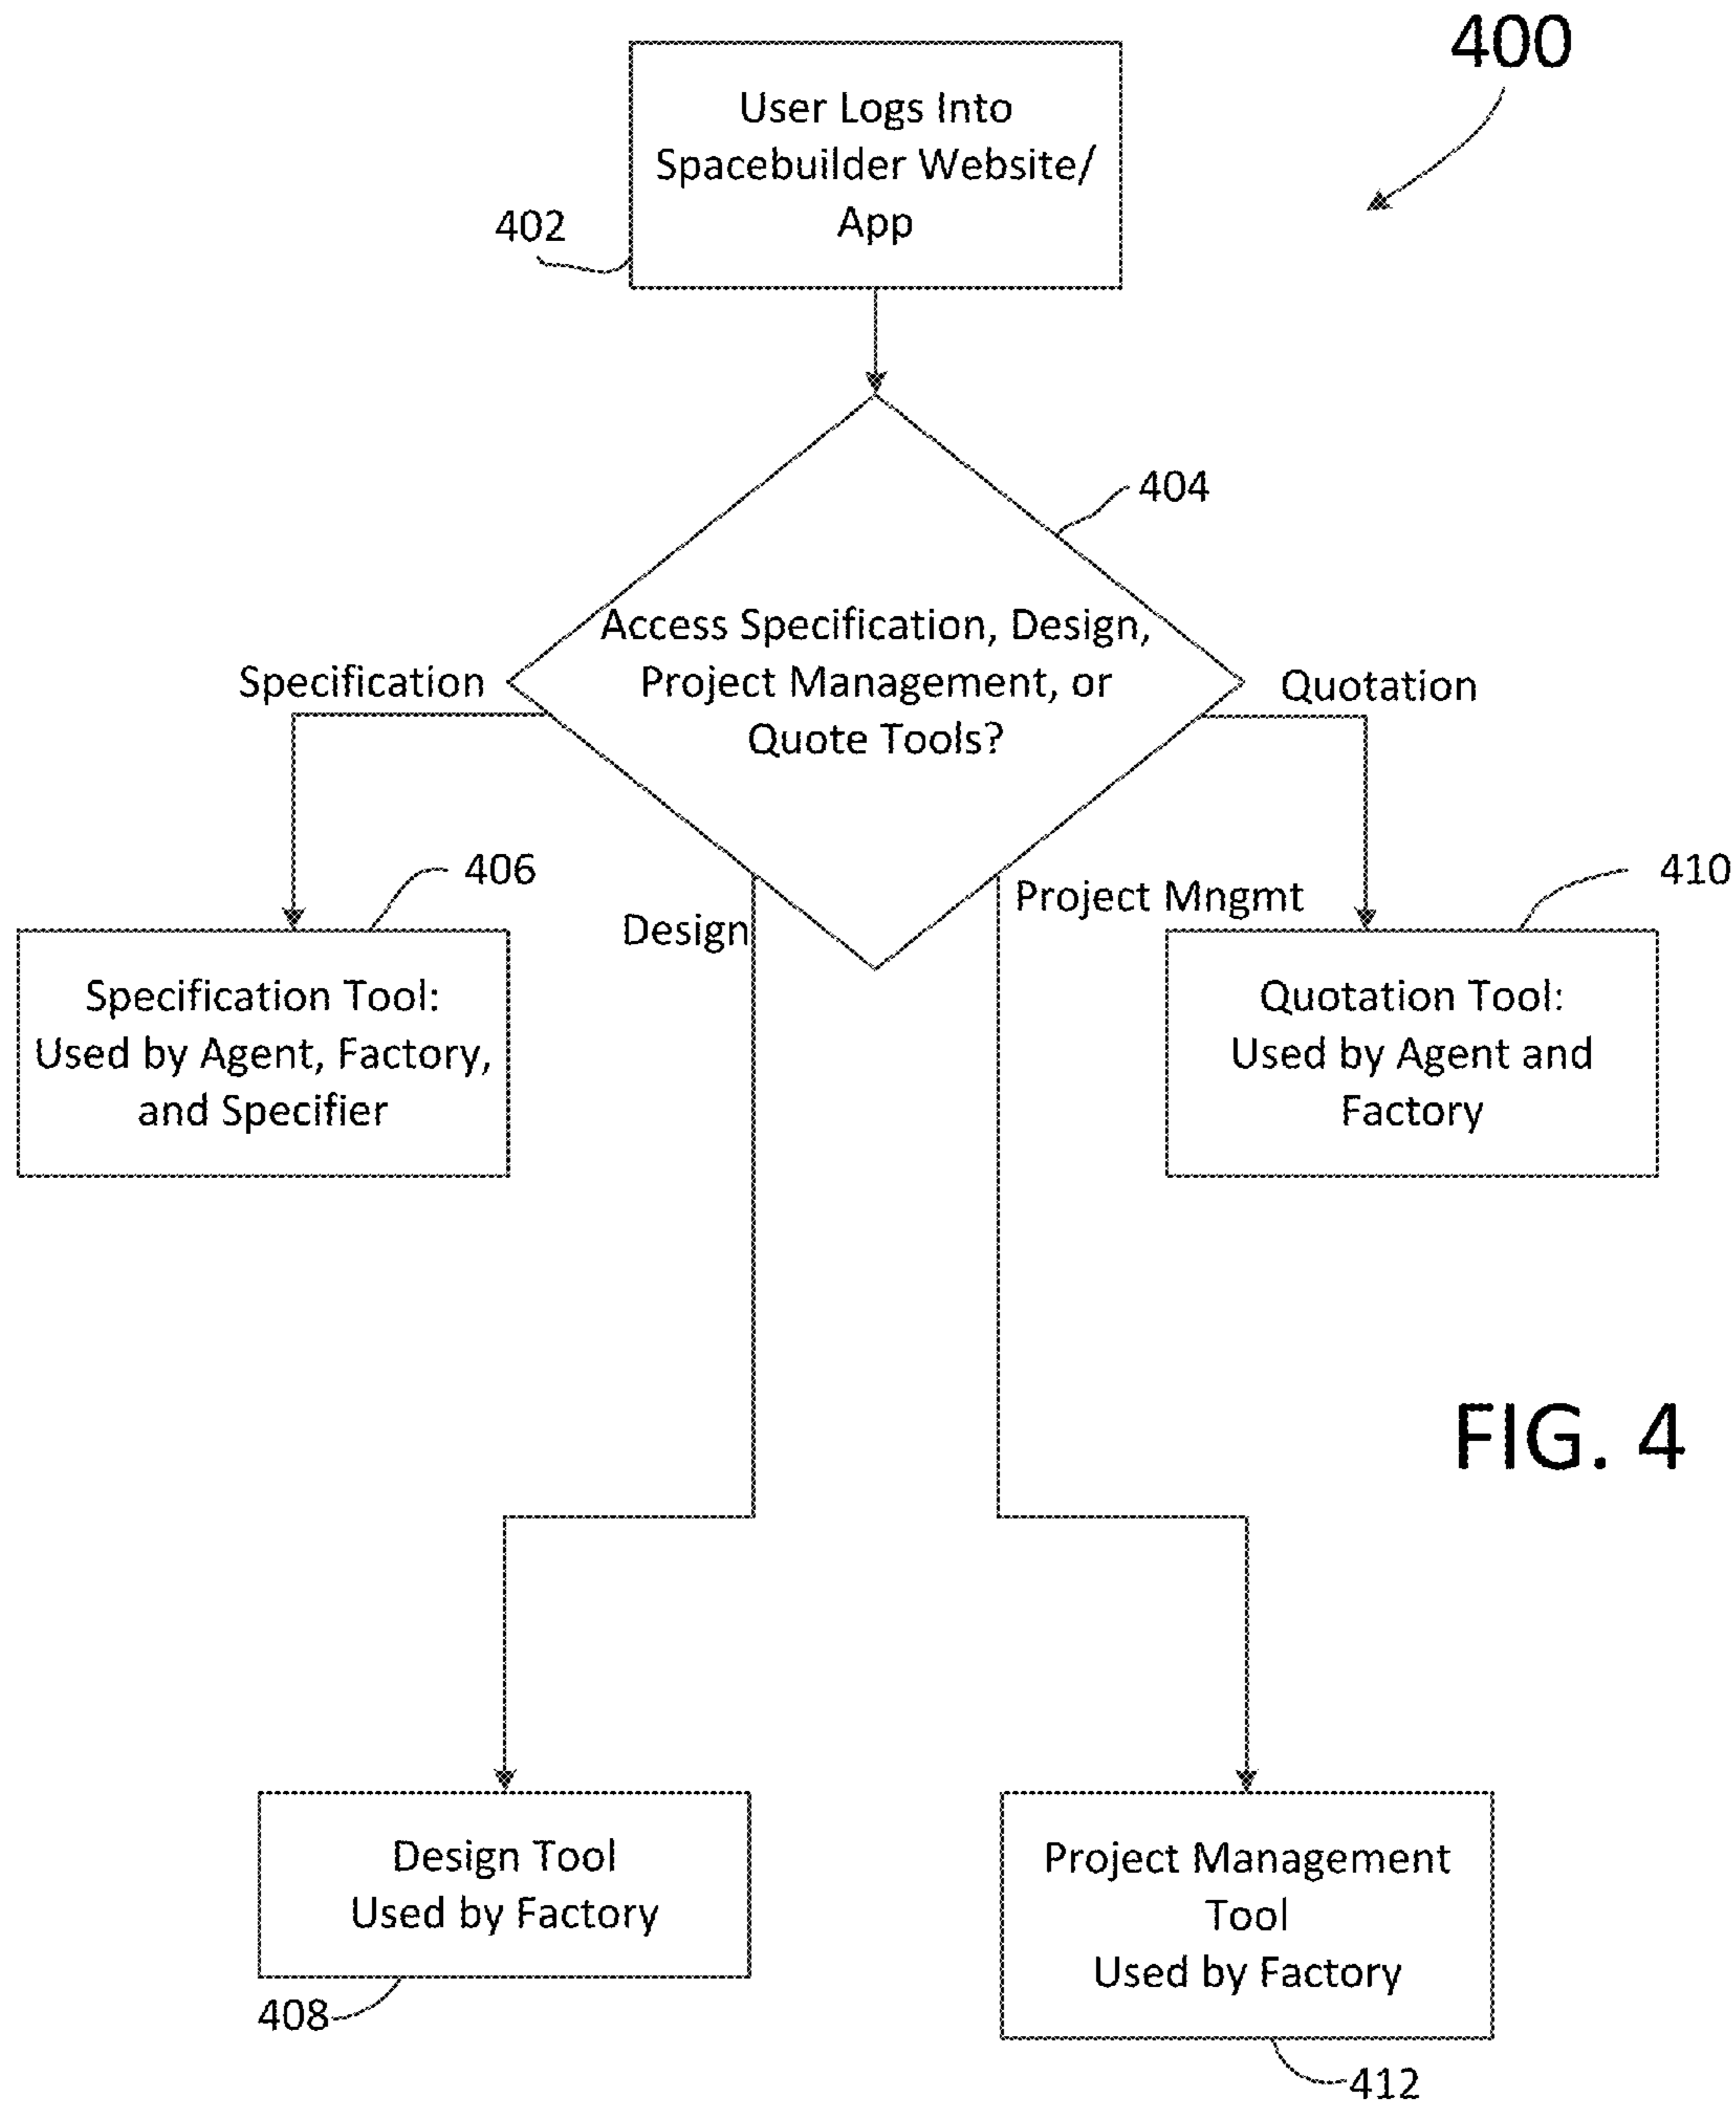 400
User Logs Into
Spacebuilder Website/
App
402
404
Access Specification, Design,
Project Management, or
Quote Tools?
Specification
Quotation
406
410
Design
Project Mngmt
Specification Tool:
Used by Agent, Factory,
and Specifier
Quotation Tool:
Used by Agent and
Factory
FIG. 4
Design Tool
Used by Factory
408
Project Management
Tool
Used by Factory
412